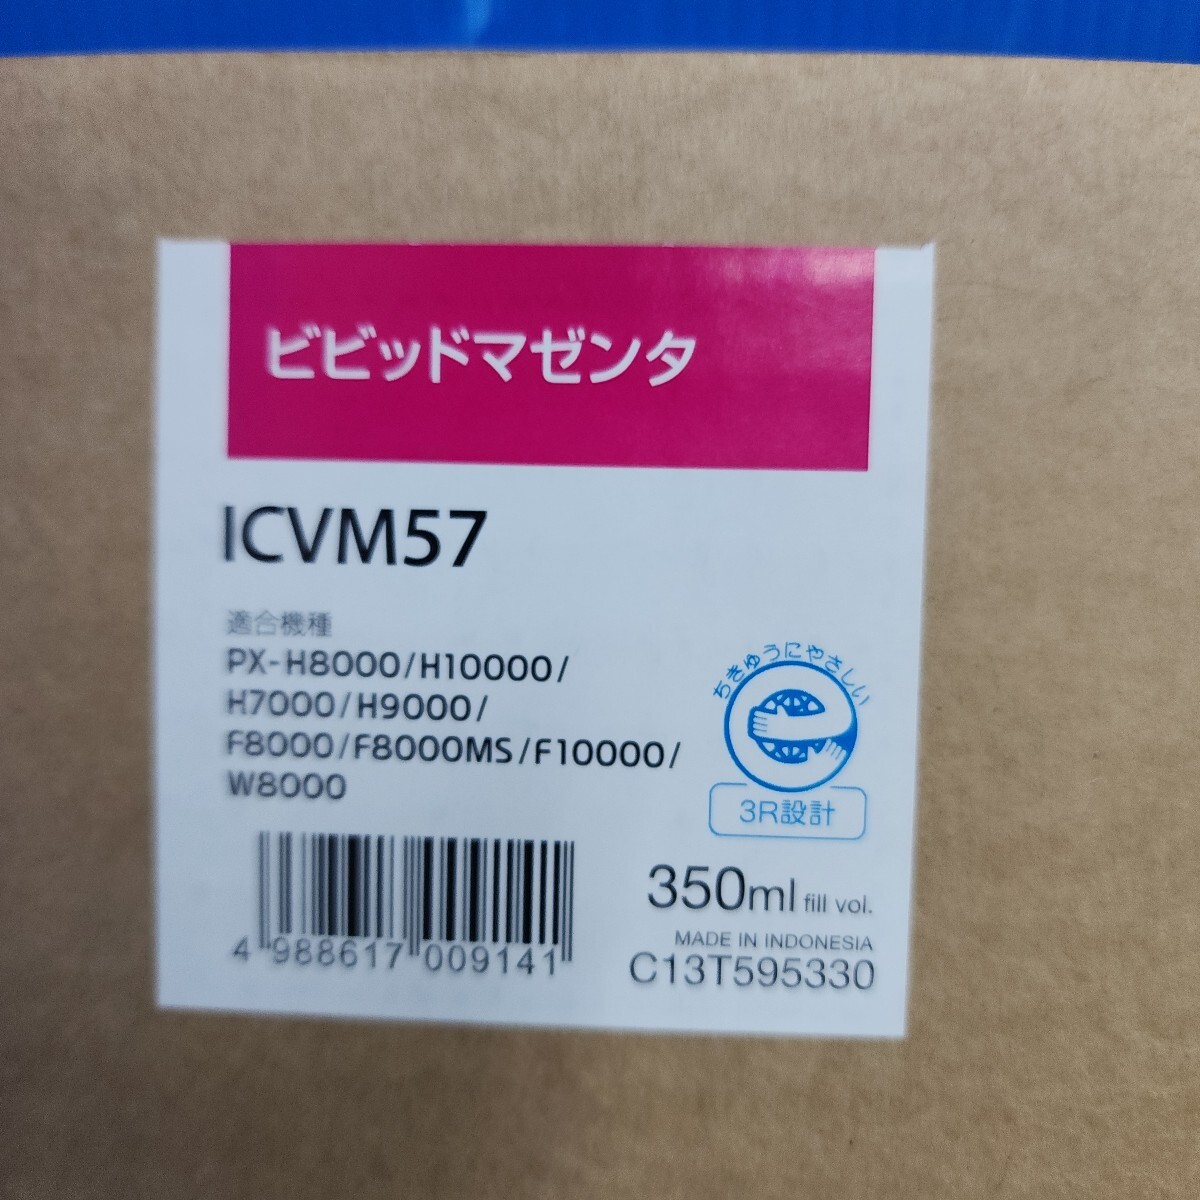 ビビッドマゼンタ
ICVM57
適合機種
PX-H8000/H10000/
H7000/H9000/
F8000/F8000MS/F10000/
W8000
ちきゅうにやさしい
3R設計
350ml fill vol.
MADE IN INDONESIA
C13T595330
4 988617 009141